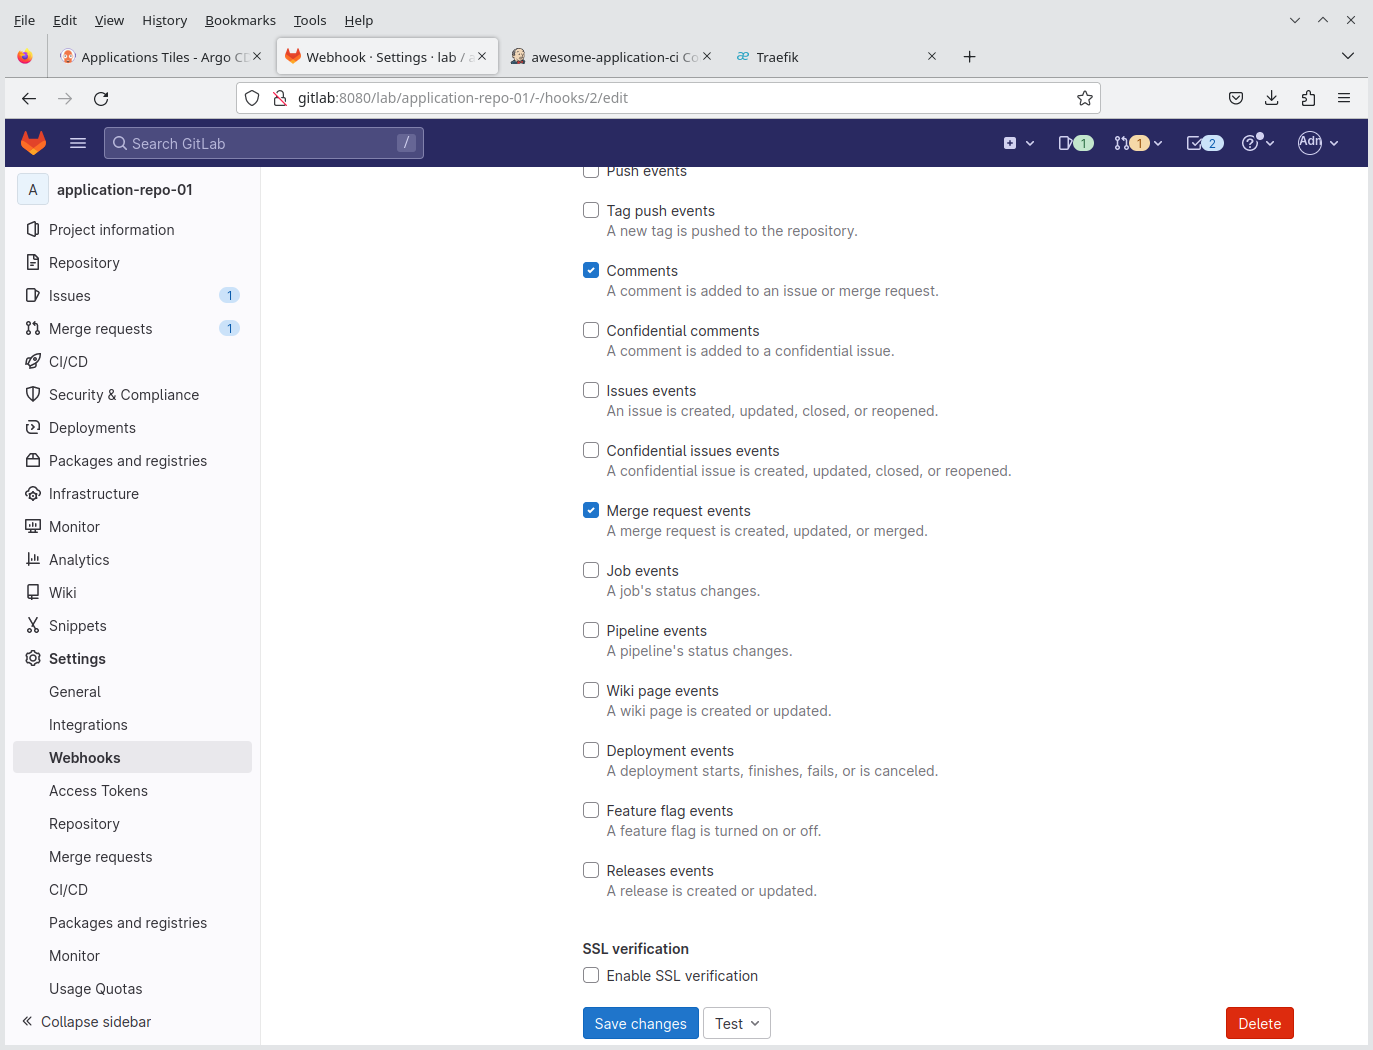 File Edit View History Bookmarks Tools Help
Applications Tiles - Argo CD
Webhook · Settings · lab / a
awesome-application-ci Co
Traefik
gitlab:8080/lab/application-repo-01/-/hooks/2/edit
Search GitLab /
1 1 2 ?
A application-repo-01
Project information
Repository
Issues 1
Merge requests 1
CI/CD
Security & Compliance
Deployments
Packages and registries
Infrastructure
Monitor
Analytics
Wiki
Snippets
Settings
General
Integrations
Webhooks
Access Tokens
Repository
Merge requests
CI/CD
Packages and registries
Monitor
Usage Quotas
Collapse sidebar
Push events
Tag push events
A new tag is pushed to the repository.
Comments
A comment is added to an issue or merge request.
Confidential comments
A comment is added to a confidential issue.
Issues events
An issue is created, updated, closed, or reopened.
Confidential issues events
A confidential issue is created, updated, closed, or reopened.
Merge request events
A merge request is created, updated, or merged.
Job events
A job's status changes.
Pipeline events
A pipeline's status changes.
Wiki page events
A wiki page is created or updated.
Deployment events
A deployment starts, finishes, fails, or is canceled.
Feature flag events
A feature flag is turned on or off.
Releases events
A release is created or updated.
SSL verification
Enable SSL verification
Save changes Test Delete